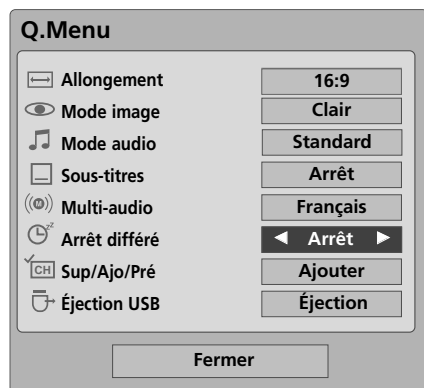 Q.Menu
Allongement 16:9
Mode image Clair
Mode audio Standard
Sous-titres Arrêt
Multi-audio Français
Arrêt différé ◄ Arrêt ►
CH Sup/Ajo/Pré Ajouter
Éjection USB Éjection
Fermer